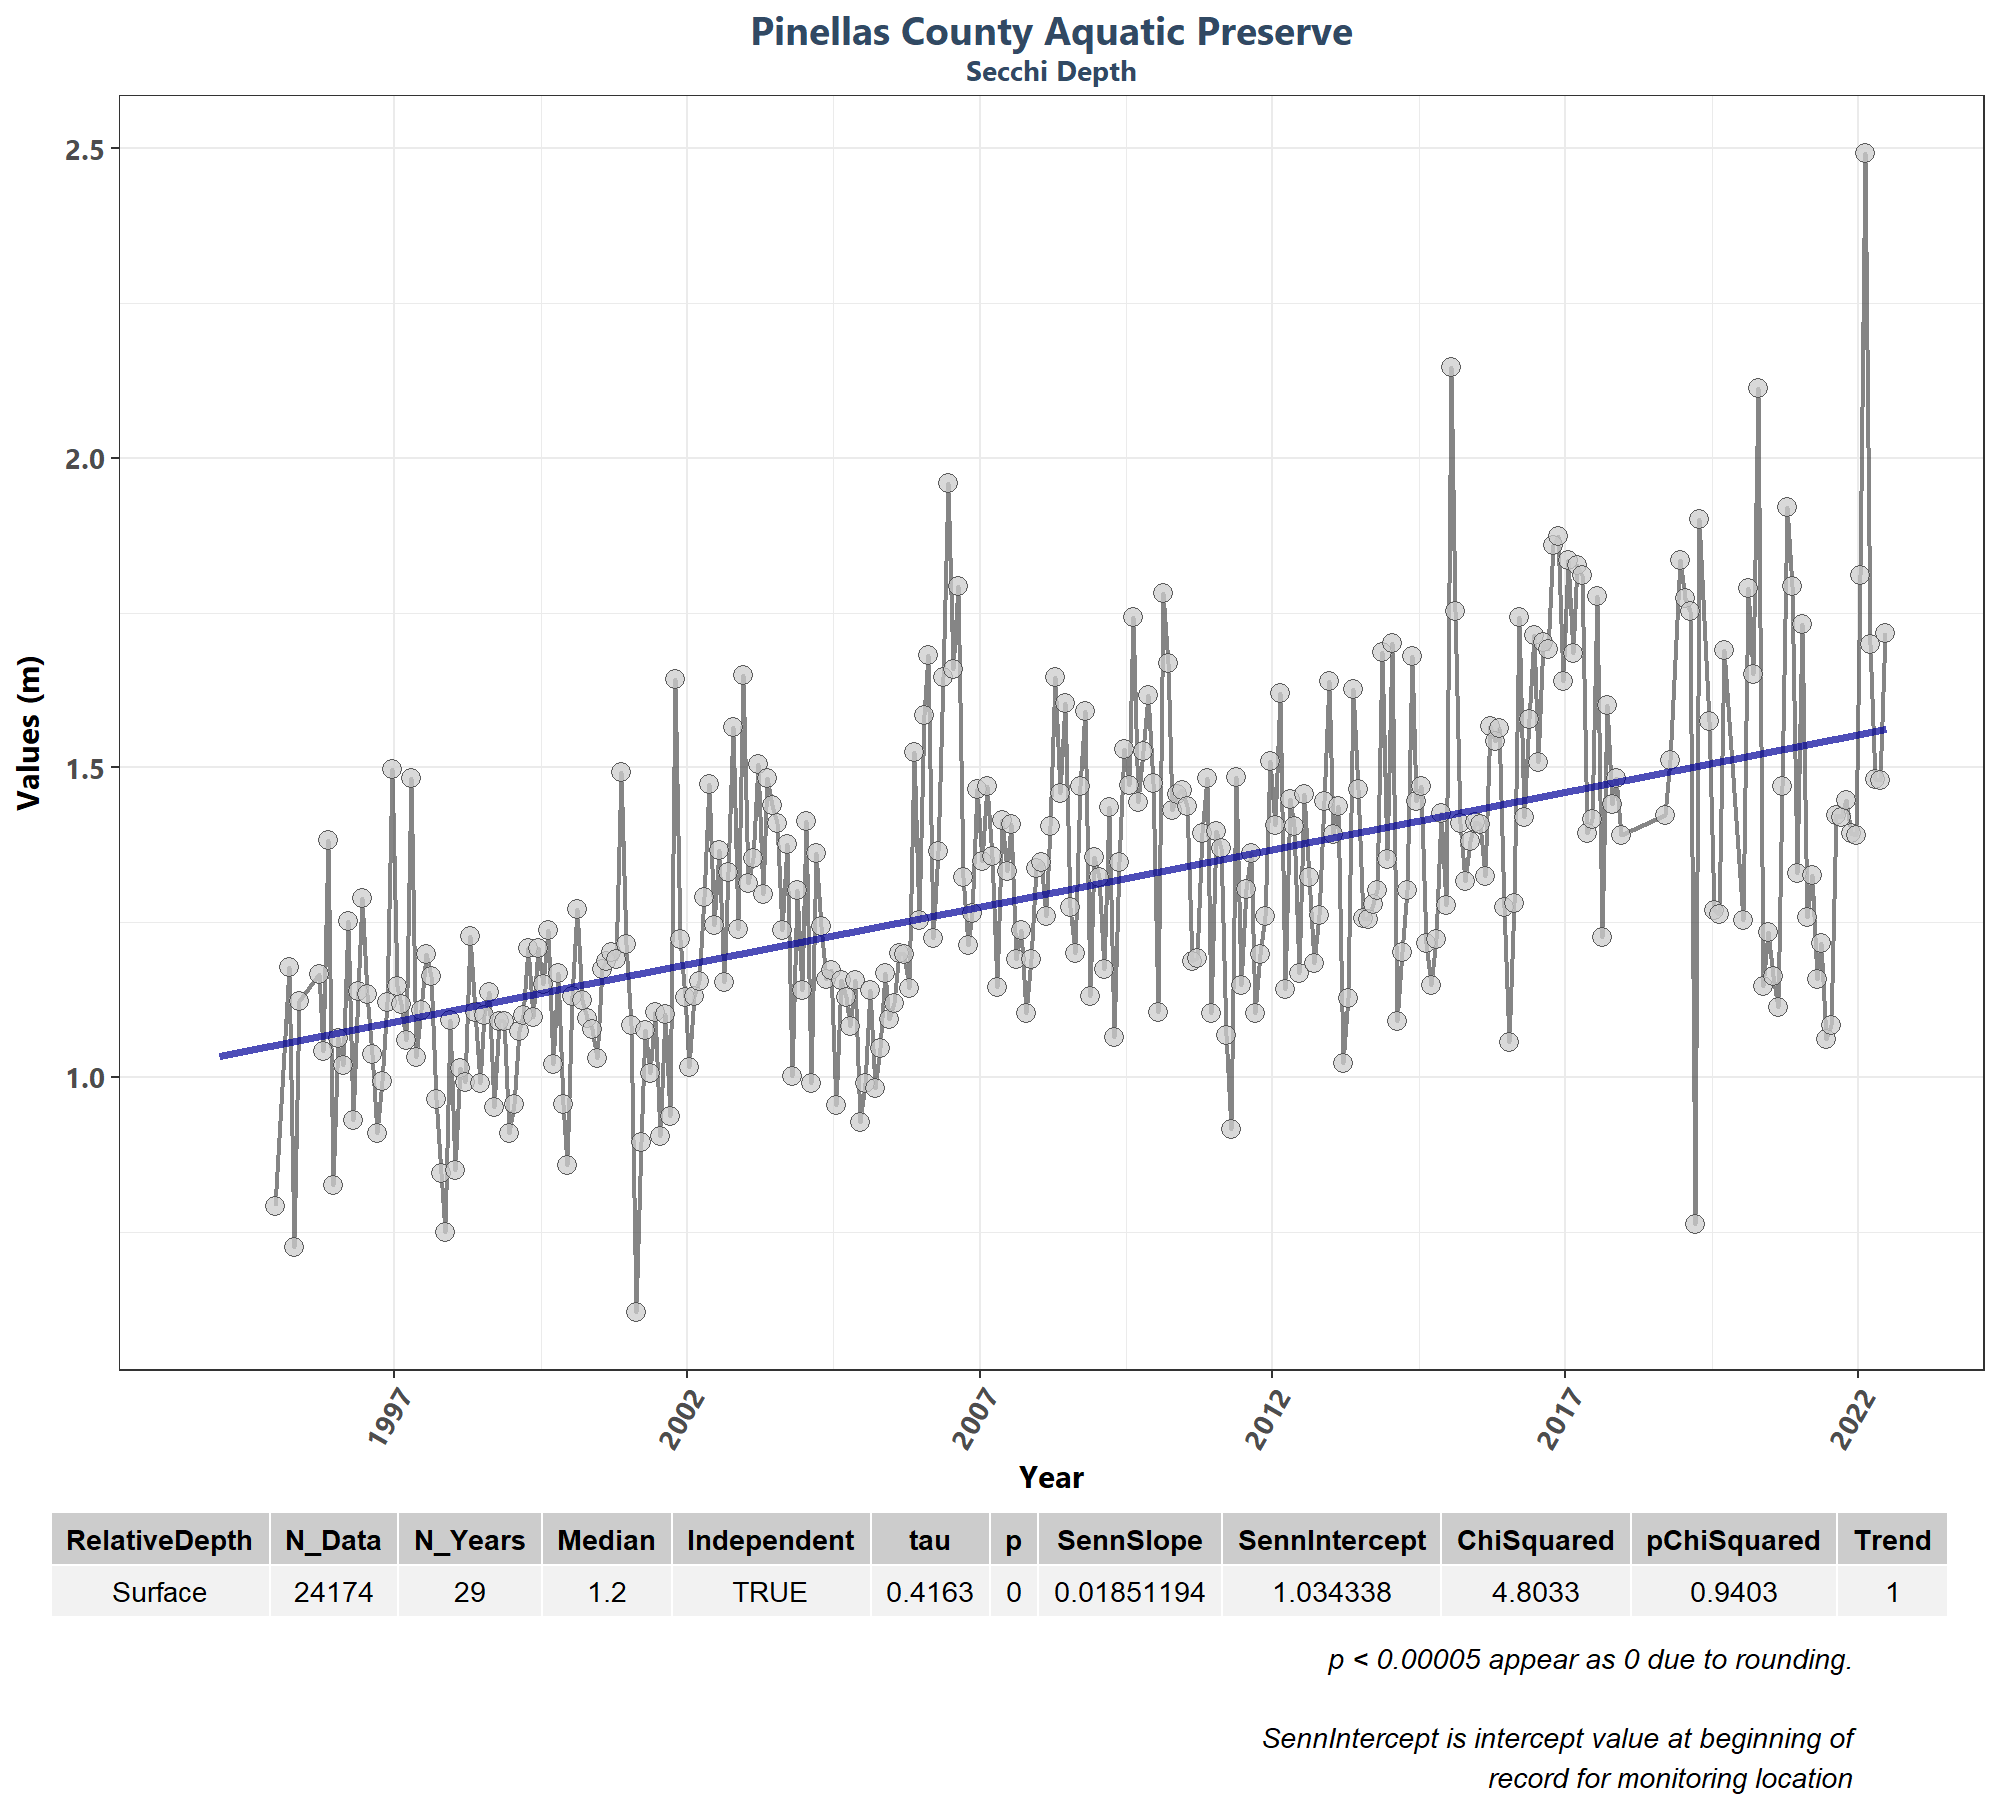 Pinellas County Aquatic Preserve
Secchi Depth
Values (m)
2.5
2.0
1.5
1.0
1997 2002 2007 2012 2017 2022
Year
RelativeDepth N_Data N_Years Median Independent tau p SennSlope SennIntercept ChiSquared pChiSquared Trend
Surface 24174 29 1.2 TRUE 0.4163 0 0.01851194 1.034338 4.8033 0.9403 1
p < 0.00005 appear as 0 due to rounding.
SennIntercept is intercept value at beginning of
record for monitoring location